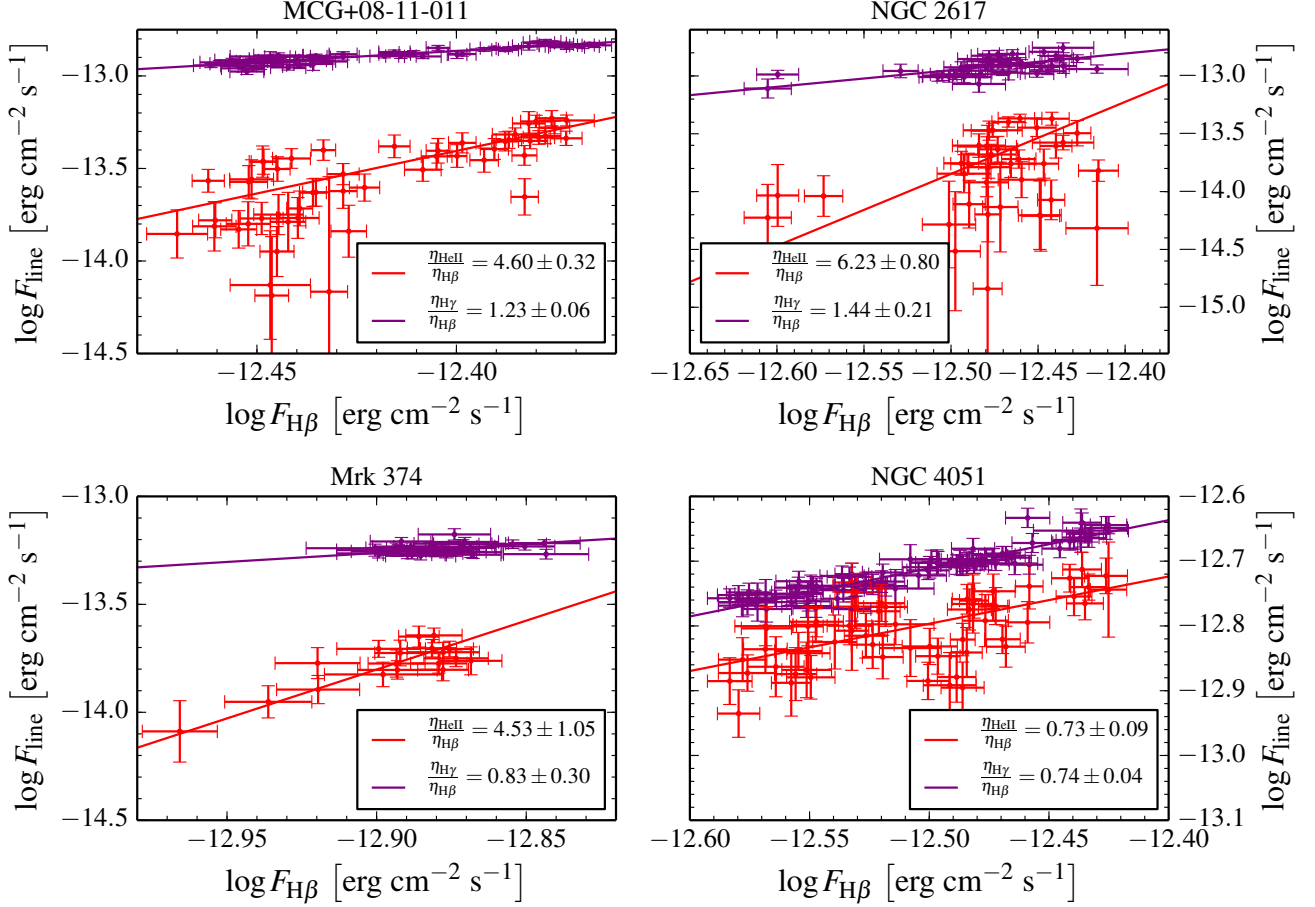 MCG+08-11-011
NGC 2617
log F_line [erg cm⁻² s⁻¹]
−13.0
−13.5
−14.0
−14.5
−12.45
−12.40
η_HeII/η_Hβ = 4.60 ± 0.32
η_Hγ/η_Hβ = 1.23 ± 0.06
log F_Hβ [erg cm⁻² s⁻¹]
−13.0
−13.5
−14.0
−14.5
−15.0
−12.65
−12.60
−12.55
−12.50
−12.45
−12.40
η_HeII/η_Hβ = 6.23 ± 0.80
η_Hγ/η_Hβ = 1.44 ± 0.21
log F_Hβ [erg cm⁻² s⁻¹]
log F_line [erg cm⁻² s⁻¹]
Mrk 374
NGC 4051
log F_line [erg cm⁻² s⁻¹]
−13.0
−13.5
−14.0
−14.5
−12.95
−12.90
−12.85
η_HeII/η_Hβ = 4.53 ± 1.05
η_Hγ/η_Hβ = 0.83 ± 0.30
log F_Hβ [erg cm⁻² s⁻¹]
−12.6
−12.7
−12.8
−12.9
−13.0
−13.1
−12.60
−12.55
−12.50
−12.45
−12.40
η_HeII/η_Hβ = 0.73 ± 0.09
η_Hγ/η_Hβ = 0.74 ± 0.04
log F_Hβ [erg cm⁻² s⁻¹]
log F_line [erg cm⁻² s⁻¹]